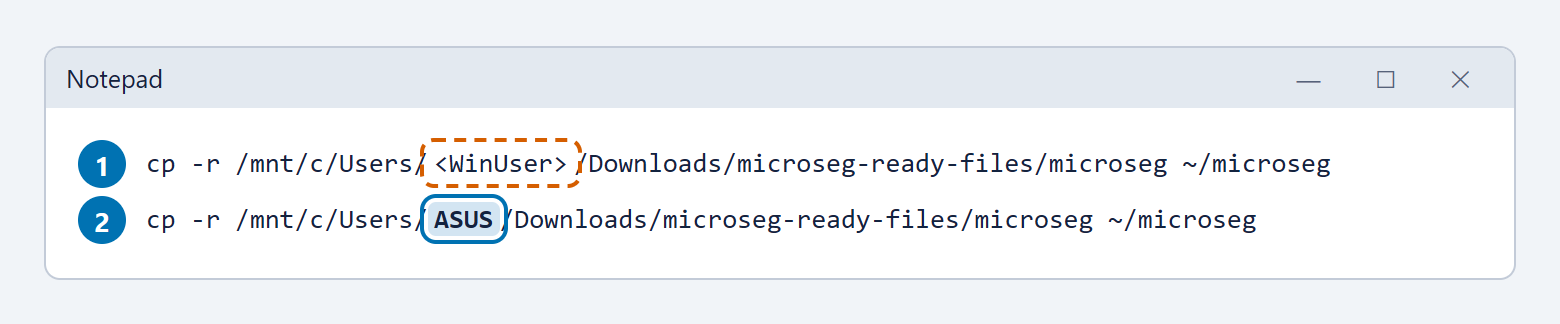 Notepad
1 cp -r /mnt/c/Users/<WinUser>/Downloads/microseg-ready-files/microseg ~/microseg
2 cp -r /mnt/c/Users/ASUS/Downloads/microseg-ready-files/microseg ~/microseg